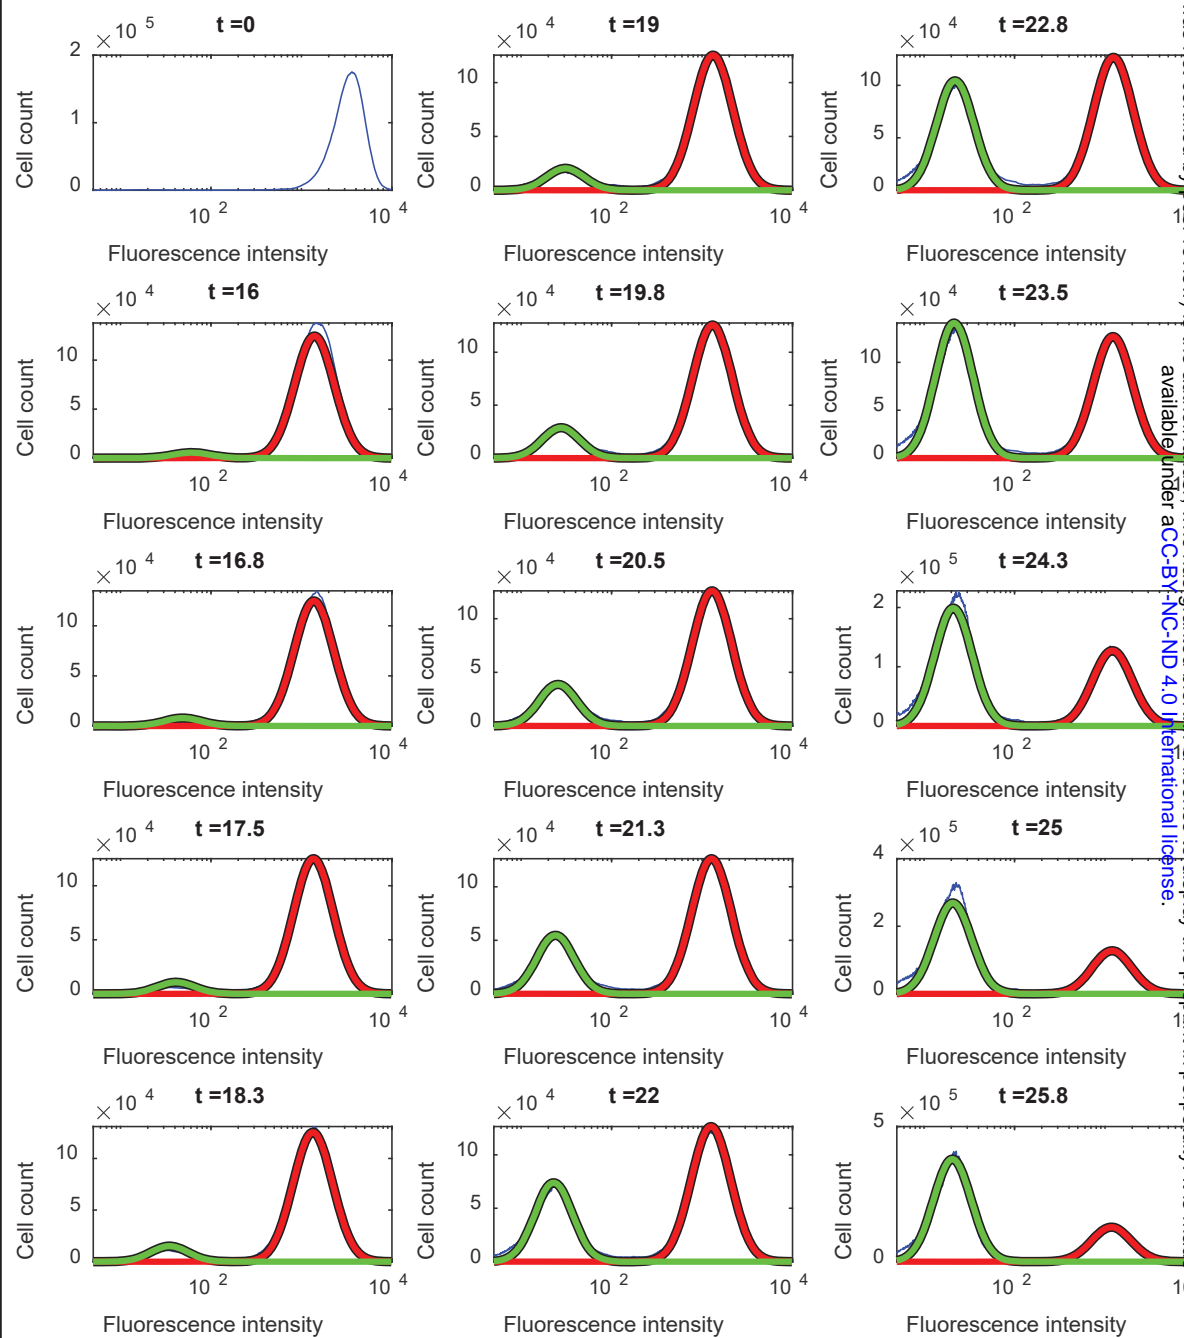 t =0
× 10 5
2
1
0
Cell count
10 2
10 4
Fluorescence intensity
t =19
× 10 4
10
5
0
Cell count
10 2
10 4
Fluorescence intensity
t =22.8
× 10 4
10
5
0
Cell count
10 2
Fluorescence intensity
t =16
× 10 4
10
5
0
Cell count
10 2
10 4
Fluorescence intensity
t =19.8
× 10 4
10
5
0
Cell count
10 2
10 4
Fluorescence intensity
t =23.5
× 10 4
10
5
0
Cell count
10 2
Fluorescence intensity
t =16.8
× 10 4
10
5
0
Cell count
10 2
10 4
Fluorescence intensity
t =20.5
× 10 4
10
5
0
Cell count
10 2
10 4
Fluorescence intensity
t =24.3
× 10 5
2
1
0
Cell count
10 2
Fluorescence intensity
t =17.5
× 10 4
10
5
0
Cell count
10 2
10 4
Fluorescence intensity
t =21.3
× 10 4
10
5
0
Cell count
10 2
10 4
Fluorescence intensity
t =25
× 10 5
4
2
0
Cell count
10 2
Fluorescence intensity
t =18.3
× 10 4
10
5
0
Cell count
10 2
10 4
Fluorescence intensity
t =22
× 10 4
10
5
0
Cell count
10 2
10 4
Fluorescence intensity
t =25.8
× 10 5
5
0
Cell count
10 2
Fluorescence intensity
available under aCC-BY-NC-ND 4.0 International license.